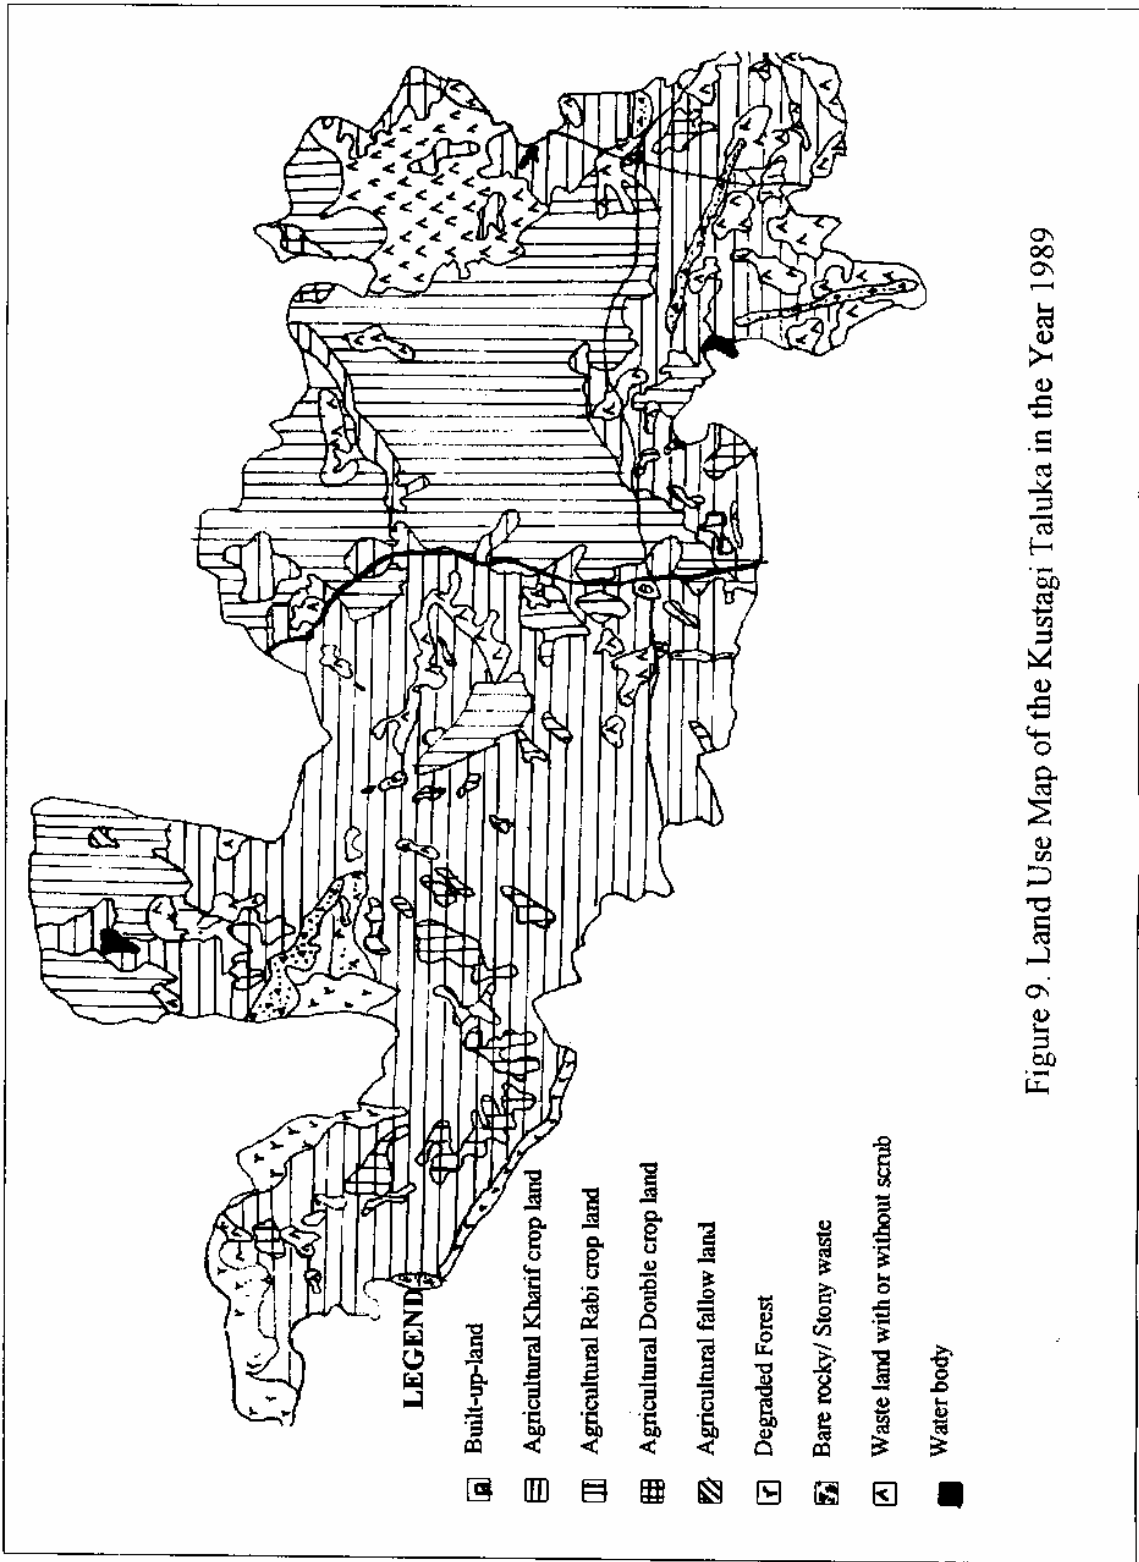 LEGEND
Built-up-land
Agricultural Kharif crop land
Agricultural Rabi crop land
Agricultural Double crop land
Agricultural fallow land
Degraded Forest
Bare rocky/ Stony waste
Waste land with or without scrub
Water body
Figure 9. Land Use Map of the Kustagi Taluka in the Year 1989